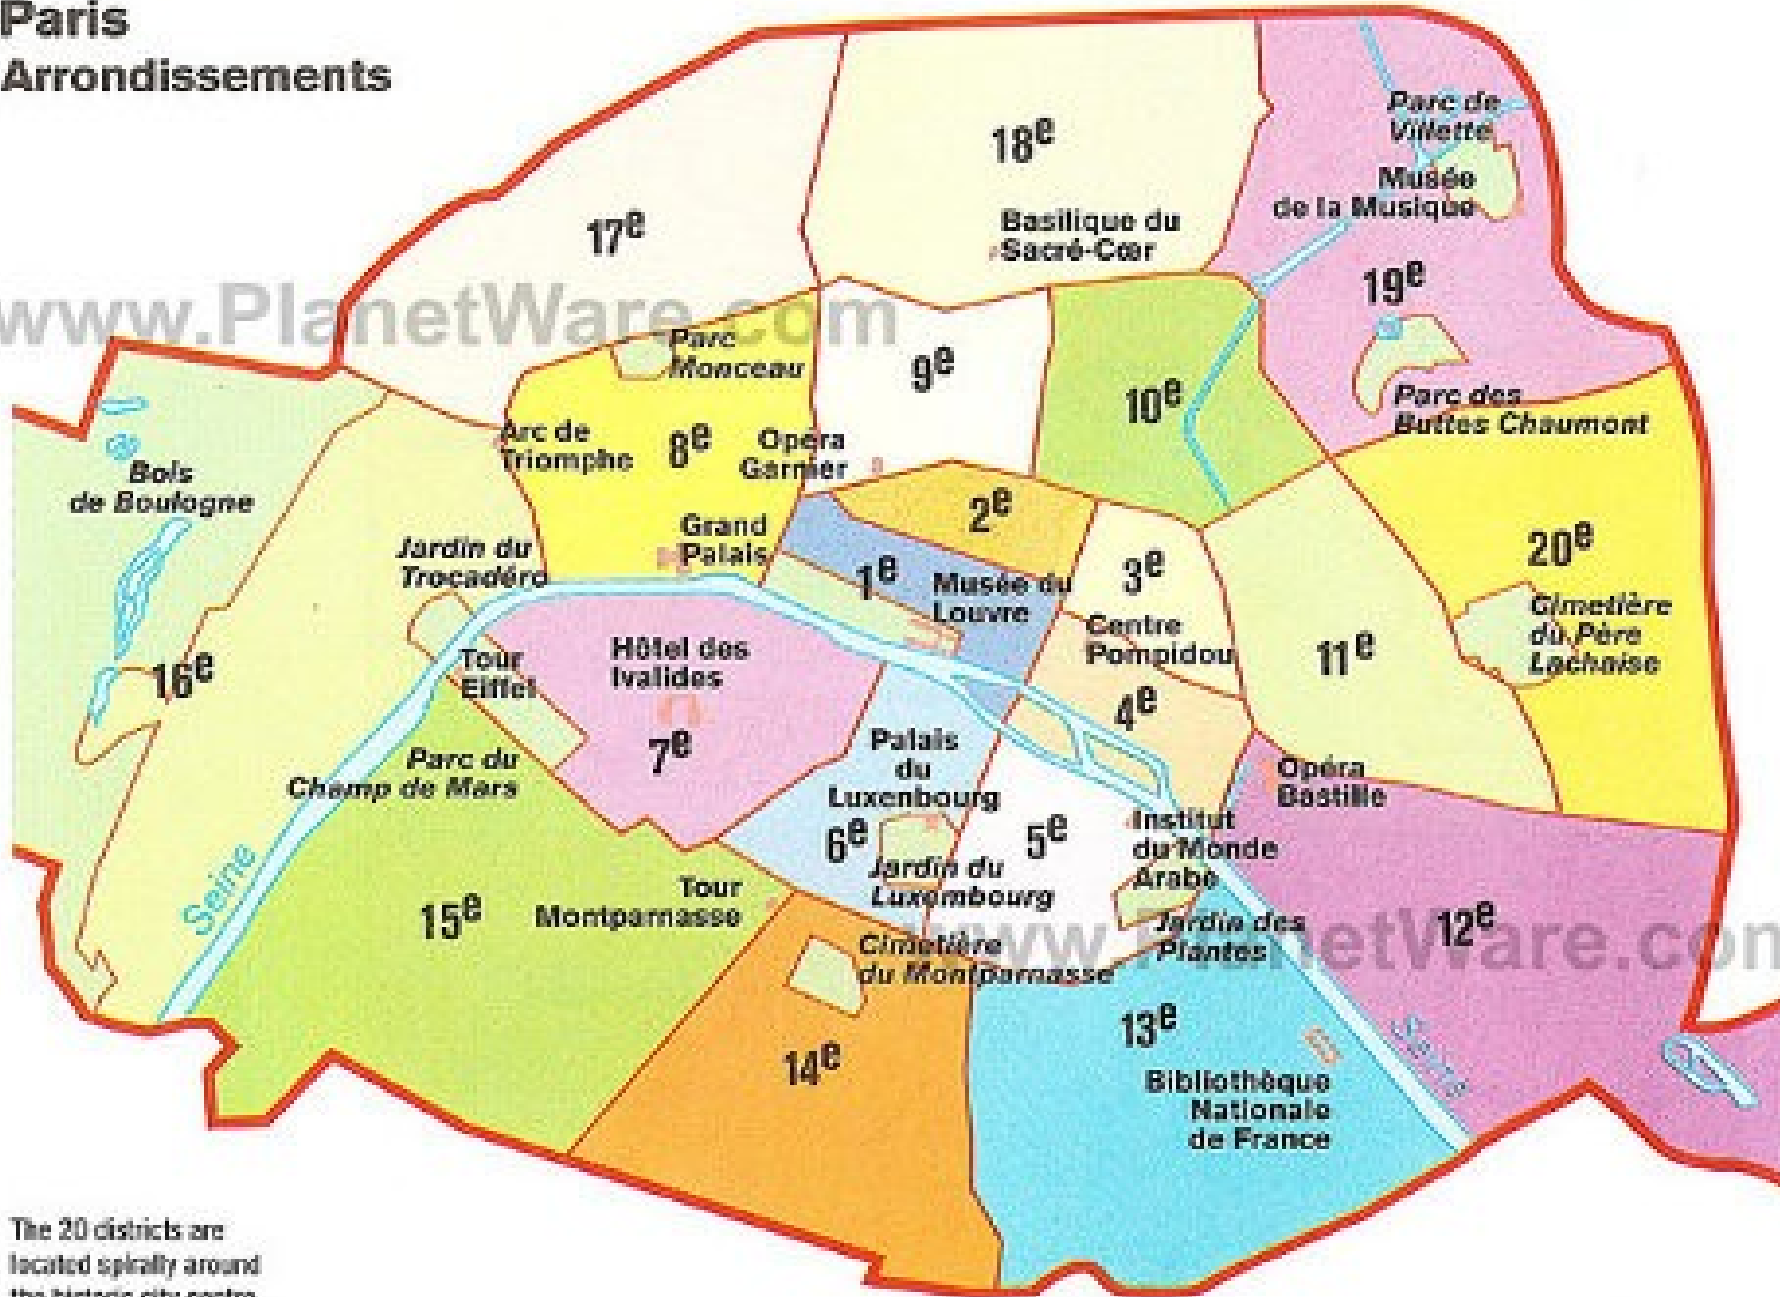 Paris
Arrondissements
18e
Parc de
Villette
Musée
de la Musique
17e
Basilique du
Sacré-Cœr
19e
www.PlanetWare.com
Parc
Monceau
9e
10e
Parc des
Buttes Chaumont
Arc de
Triomphe
8e
Opéra
Garnier
Bois
de Boulogne
2e
Grand
Palais
20e
Jardin du
Trocadéro
1e
Musée du
Louvre
3e
Cimetière
du Père
Lachaise
Centre
Pompidou
11e
Hôtel des
Ivalides
Tour
Eiffel
16e
4e
7e
Palais
du
Luxenbourg
Parc du
Champ de Mars
Opéra
Bastille
6e
5e
Institut
du Monde
Arabe
Jardin du
Luxembourg
Seine
15e
Tour
Montparnasse
Jardin des
Plantes
12e
www.PlanetWare.com
Cimetière
du Montparnasse
13e
14e
Bibliothèque
Nationale
de France
The 20 districts are
located spirally around
the historic city centre